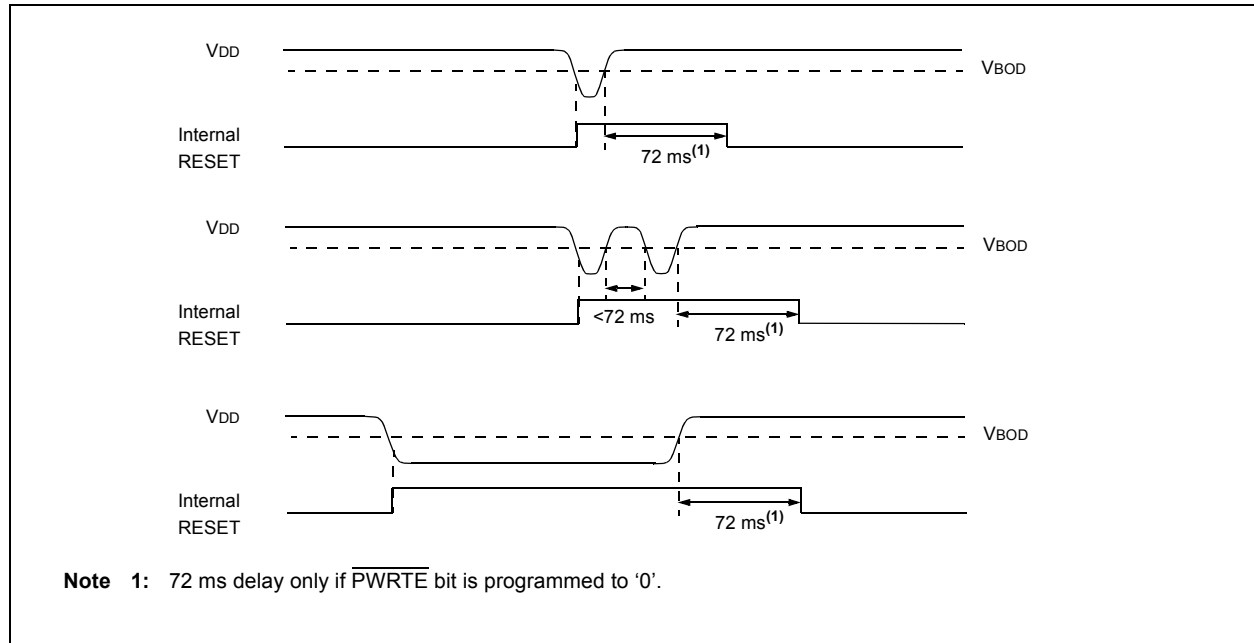 VDD
VBOD
Internal
RESET
72 ms(1)
VDD
VBOD
Internal
RESET
<72 ms
72 ms(1)
VDD
VBOD
Internal
RESET
72 ms(1)
Note 1: 72 ms delay only if PWRTE bit is programmed to ‘0’.